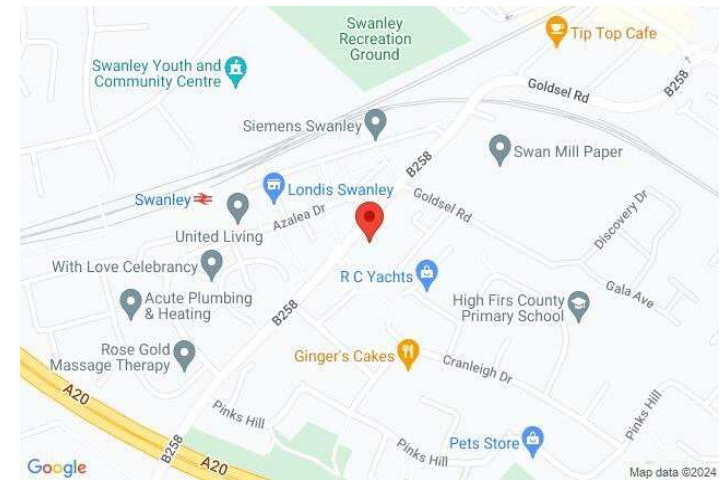 Swanley
Recreation
Ground
Tip Top Cafe
Swanley Youth and
Community Centre
Goldsel Rd
B258
Siemens Swanley
Swan Mill Paper
B258
Londis Swanley
Swanley
Goldsel Rd
Discovery Dr
Azalea Dr
United Living
With Love Celebrancy
R C Yachts
Gala Ave
Acute Plumbing
& Heating
High Firs County
Primary School
B258
Rose Gold
Massage Therapy
Ginger's Cakes
Cranleigh Dr
A20
Pinks Hill
Pinks Hill
B258
Pinks Hill
Pets Store
A20
Google
Map data ©2024